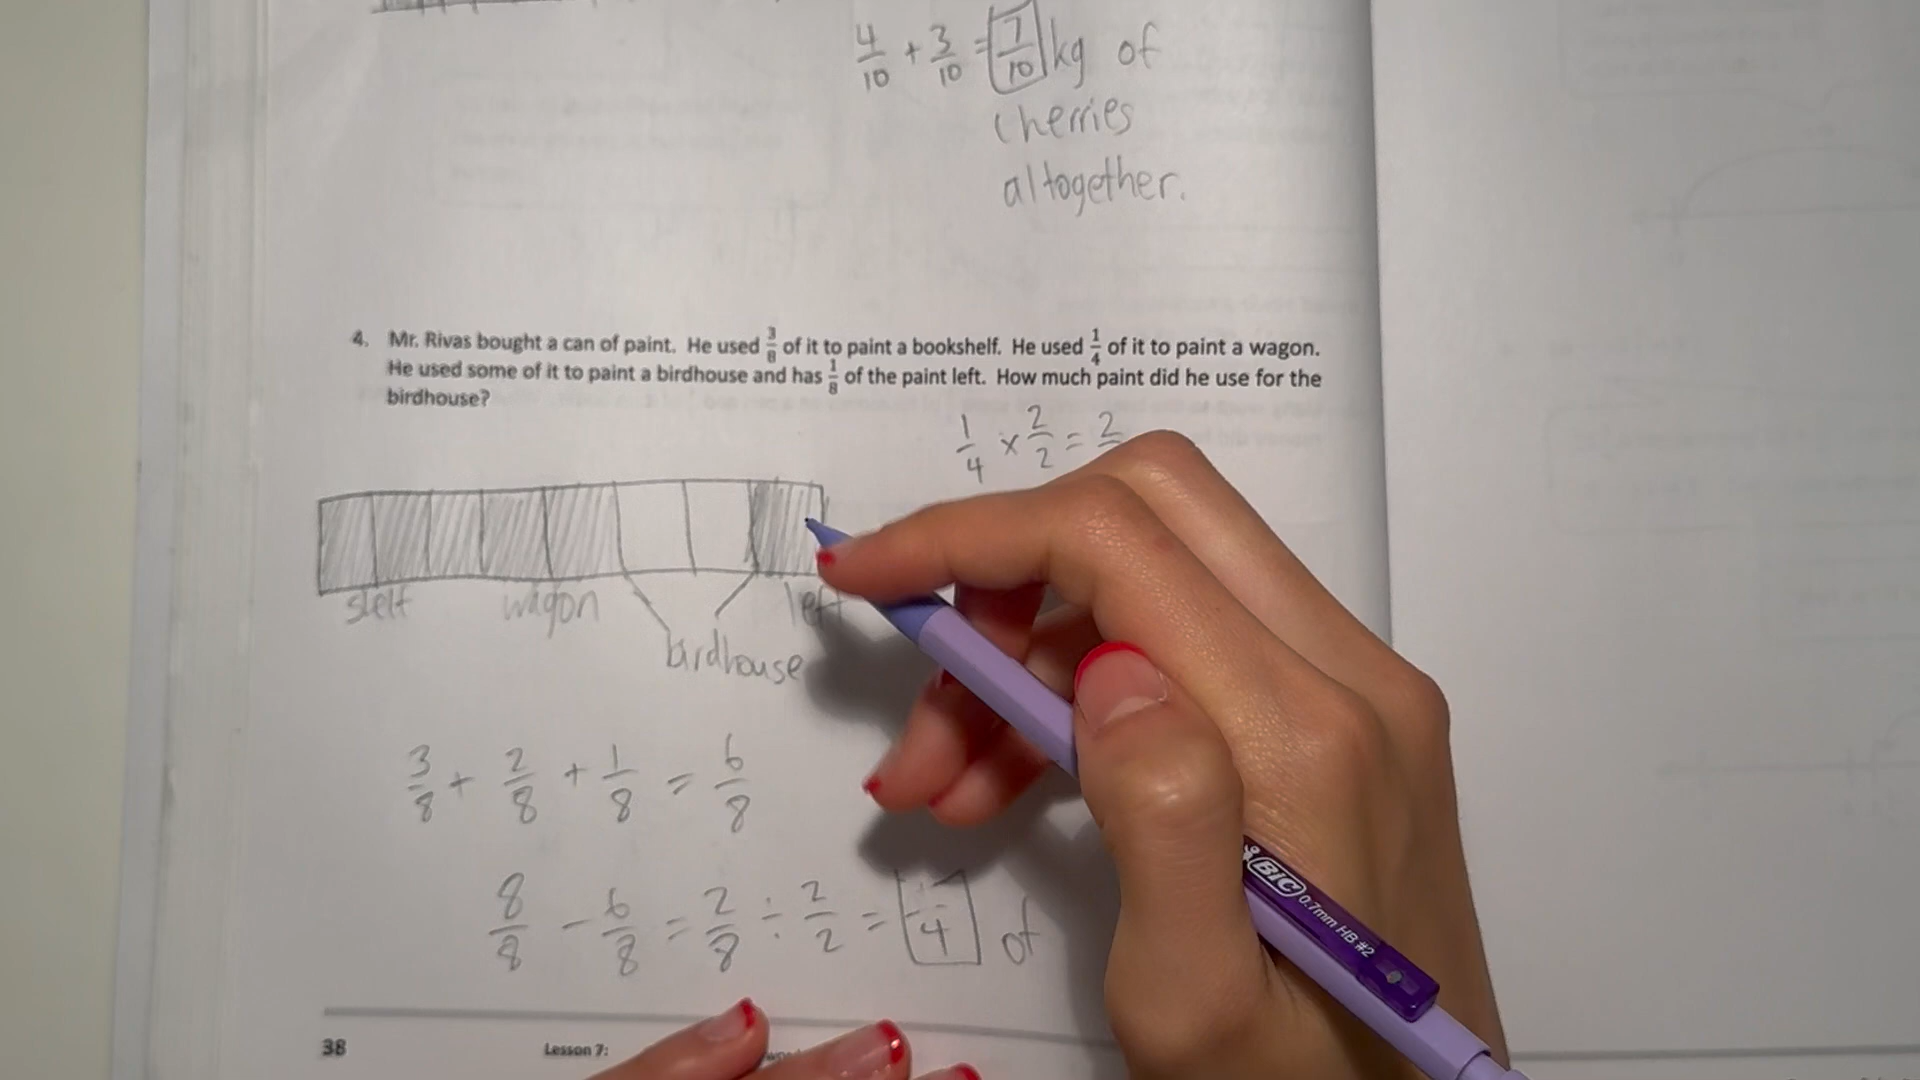 4/10 + 3/10 = 7/10 kg of
cherries
altogether.
4. Mr. Rivas bought a can of paint. He used 3/8 of it to paint a bookshelf. He used 1/4 of it to paint a wagon.
He used some of it to paint a birdhouse and has 1/8 of the paint left. How much paint did he use for the
birdhouse?
1/4 × 2/2 = 2
shelf wagon left
birdhouse
3/8 + 2/8 + 1/8 = 6/8
8/8 - 6/8 = 2/8 ÷ 2/2 = 1/4 of
BIC 0.7mm HB #2
38 Lesson 7: